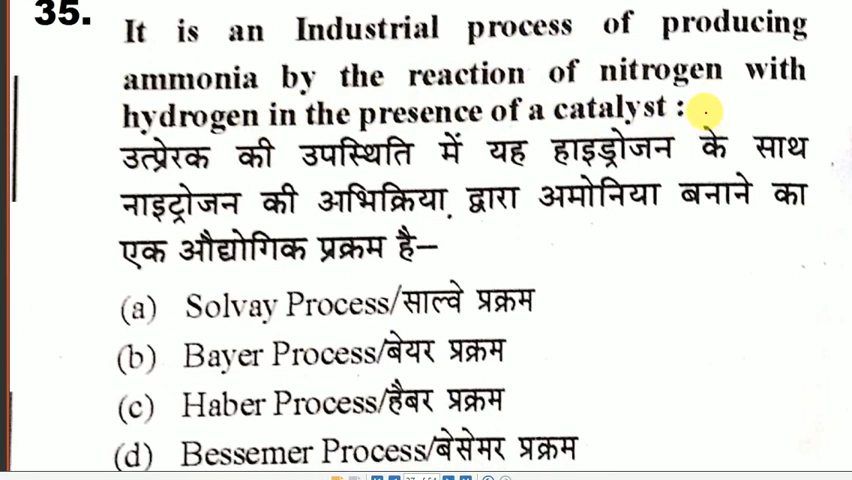 35.
It is an Industrial process of producing
ammonia by the reaction of nitrogen with
hydrogen in the presence of a catalyst :
उत्प्रेरक की उपस्थिति में यह हाइड्रोजन के साथ
नाइट्रोजन की अभिक्रिया द्वारा अमोनिया बनाने का
एक औद्योगिक प्रक्रम है–
(a) Solvay Process/साल्वे प्रक्रम
(b) Bayer Process/बेयर प्रक्रम
(c) Haber Process/हैबर प्रक्रम
(d) Bessemer Process/बेसेमर प्रक्रम